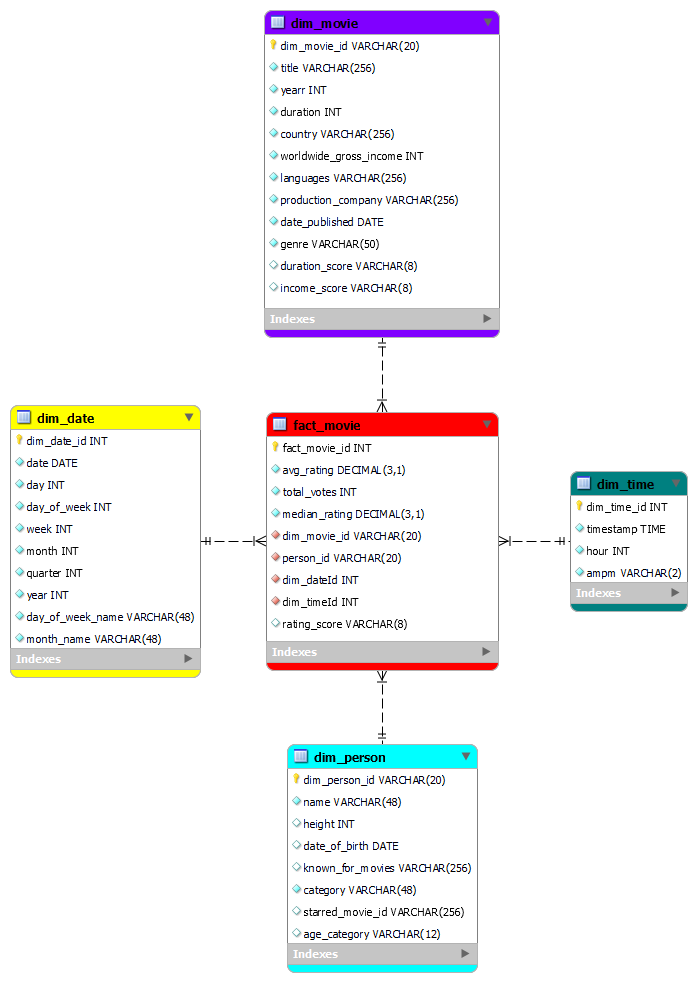 dim_movie
dim_movie_id VARCHAR(20)
title VARCHAR(256)
yearr INT
duration INT
country VARCHAR(256)
worldwide_gross_income INT
languages VARCHAR(256)
production_company VARCHAR(256)
date_published DATE
genre VARCHAR(50)
duration_score VARCHAR(8)
income_score VARCHAR(8)
Indexes
dim_date
dim_date_id INT
date DATE
day INT
day_of_week INT
week INT
month INT
quarter INT
year INT
day_of_week_name VARCHAR(48)
month_name VARCHAR(48)
Indexes
fact_movie
fact_movie_id INT
avg_rating DECIMAL(3,1)
total_votes INT
median_rating DECIMAL(3,1)
dim_movie_id VARCHAR(20)
person_id VARCHAR(20)
dim_dateId INT
dim_timeId INT
rating_score VARCHAR(8)
Indexes
dim_time
dim_time_id INT
timestamp TIME
hour INT
ampm VARCHAR(2)
Indexes
dim_person
dim_person_id VARCHAR(20)
name VARCHAR(48)
height INT
date_of_birth DATE
known_for_movies VARCHAR(256)
category VARCHAR(48)
starred_movie_id VARCHAR(256)
age_category VARCHAR(12)
Indexes